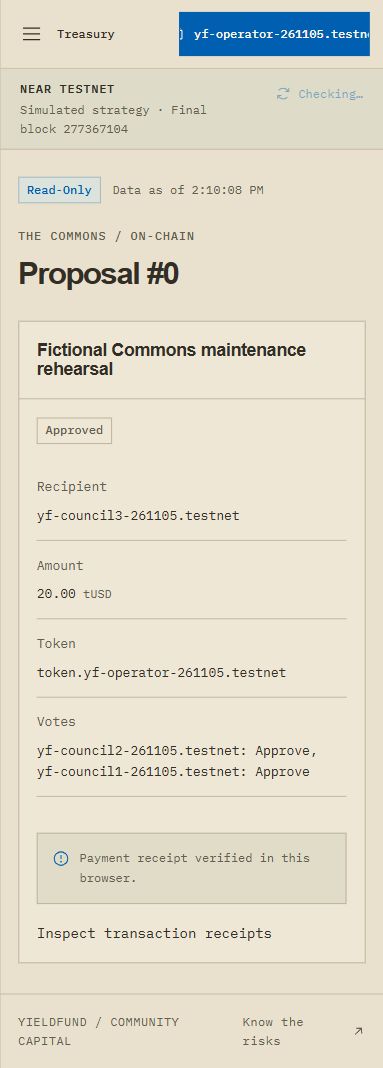 Treasury
yf-operator-261105.testn
NEAR TESTNET
Checking…
Simulated strategy · Final
block 277367104
Read-Only
Data as of 2:10:08 PM
THE COMMONS / ON-CHAIN
Proposal #0
Fictional Commons maintenance
rehearsal
Approved
Recipient
yf-council3-261105.testnet
Amount
20.00 tUSD
Token
token.yf-operator-261105.testnet
Votes
yf-council2-261105.testnet: Approve,
yf-council1-261105.testnet: Approve
Payment receipt verified in this
browser.
Inspect transaction receipts
YIELDFUND / COMMUNITY
CAPITAL
Know the
risks